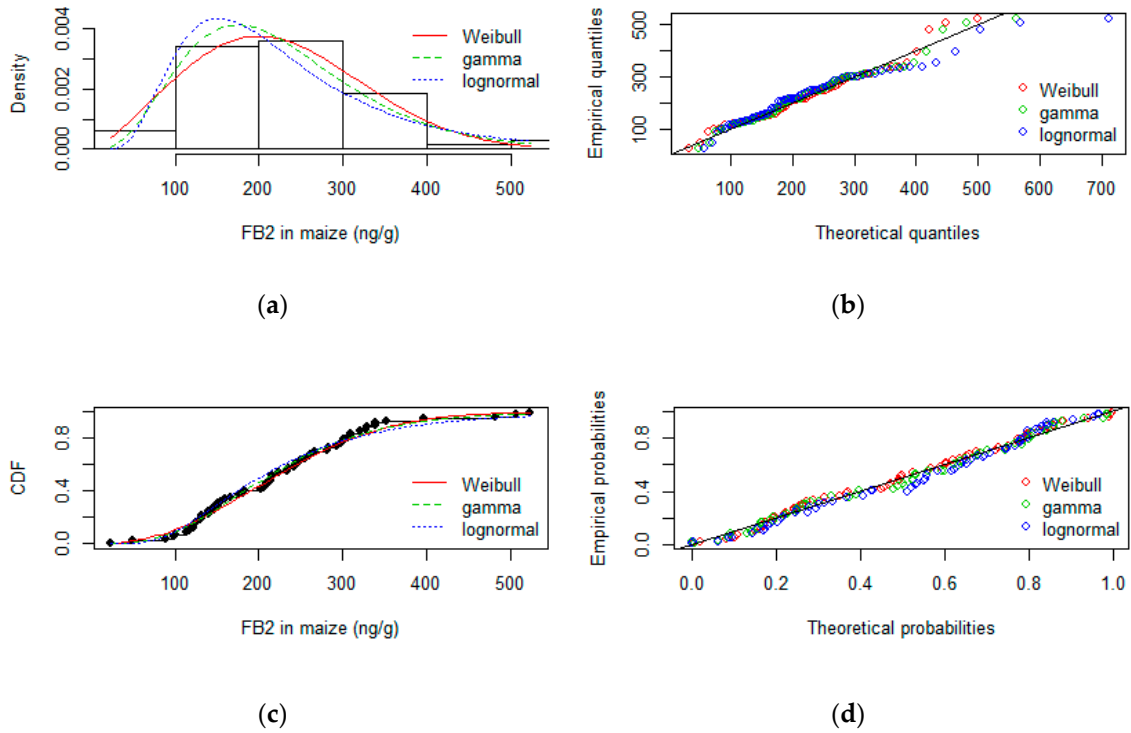 0.004
0.002
0.000
Density
Weibull
gamma
lognormal
100 200 300 400 500
FB2 in maize (ng/g)
(a)
500
300
100
Empirical quantiles
Weibull
gamma
lognormal
100 200 300 400 500 600 700
Theoretical quantiles
(b)
0.8
0.4
0.0
CDF
Weibull
gamma
lognormal
100 200 300 400 500
FB2 in maize (ng/g)
(c)
0.8
0.4
0.0
Empirical probabilities
Weibull
gamma
lognormal
0.0 0.2 0.4 0.6 0.8 1.0
Theoretical probabilities
(d)